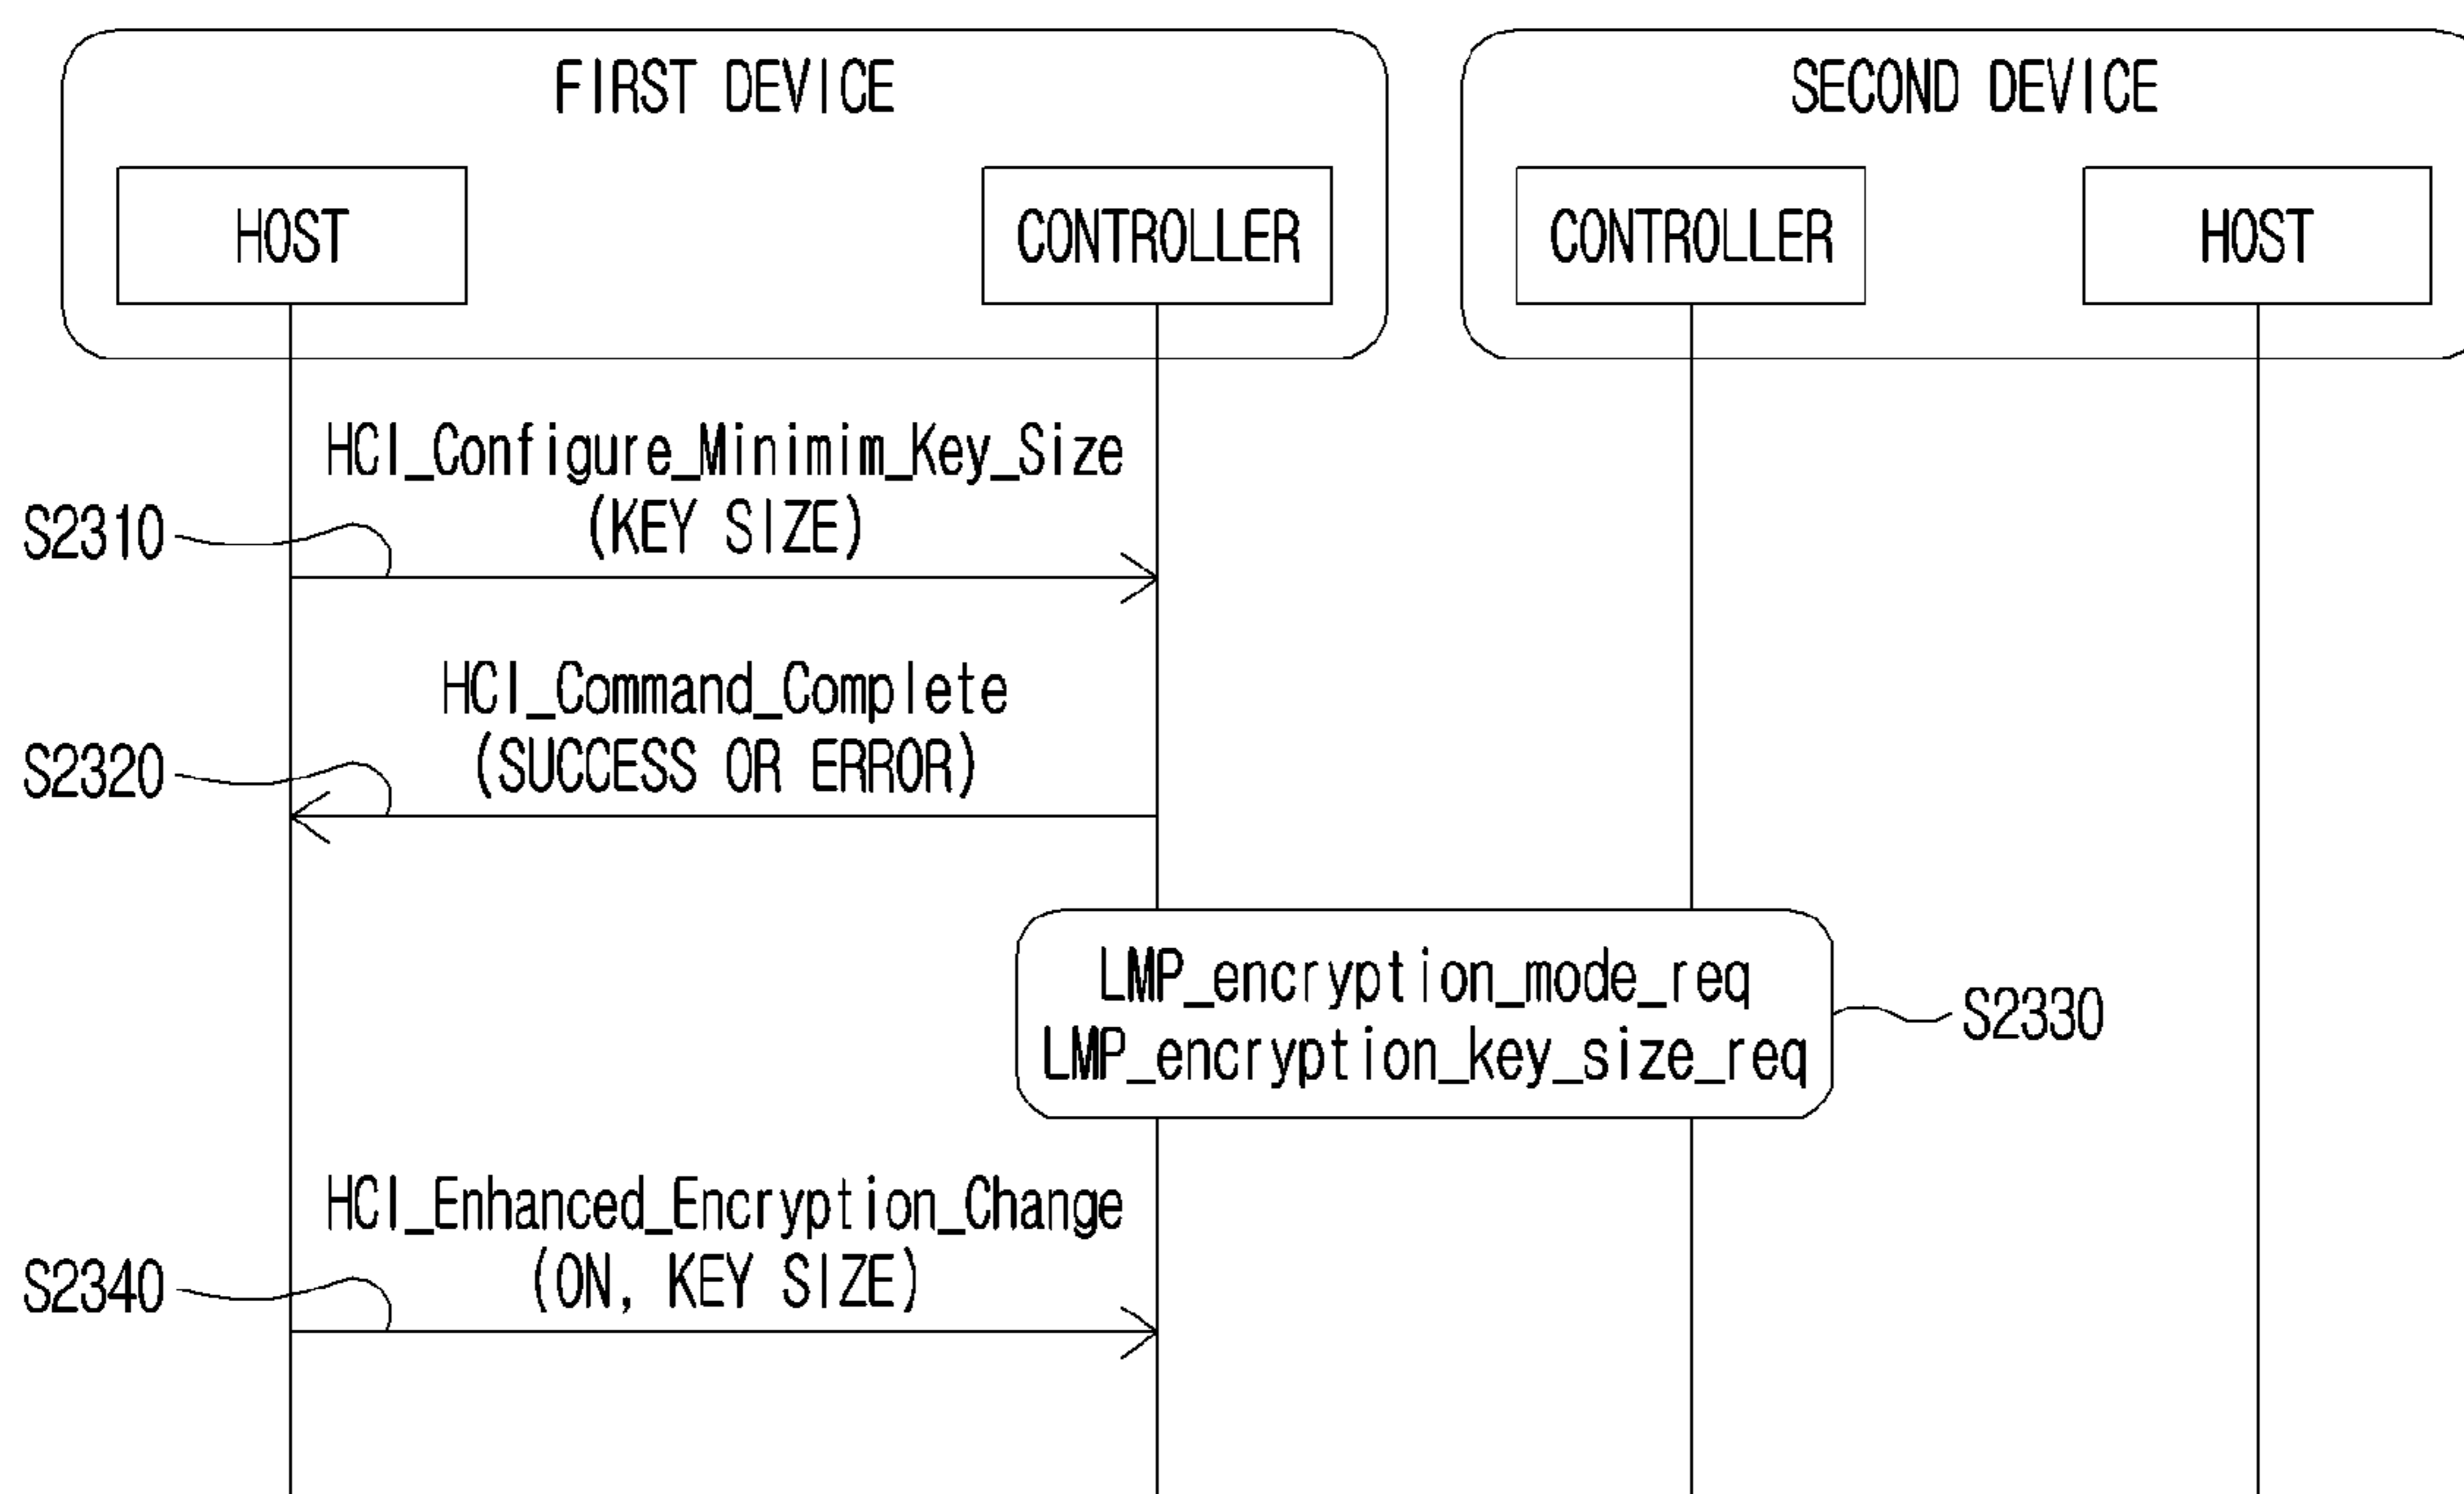 FIRST DEVICE
SECOND DEVICE
HOST
CONTROLLER
CONTROLLER
HOST
HCI_Configure_Minimim_Key_Size
(KEY SIZE)
S2310
HCI_Command_Complete
(SUCCESS OR ERROR)
S2320
LMP_encryption_mode_req
LMP_encryption_key_size_req
S2330
HCI_Enhanced_Encryption_Change
(ON, KEY SIZE)
S2340